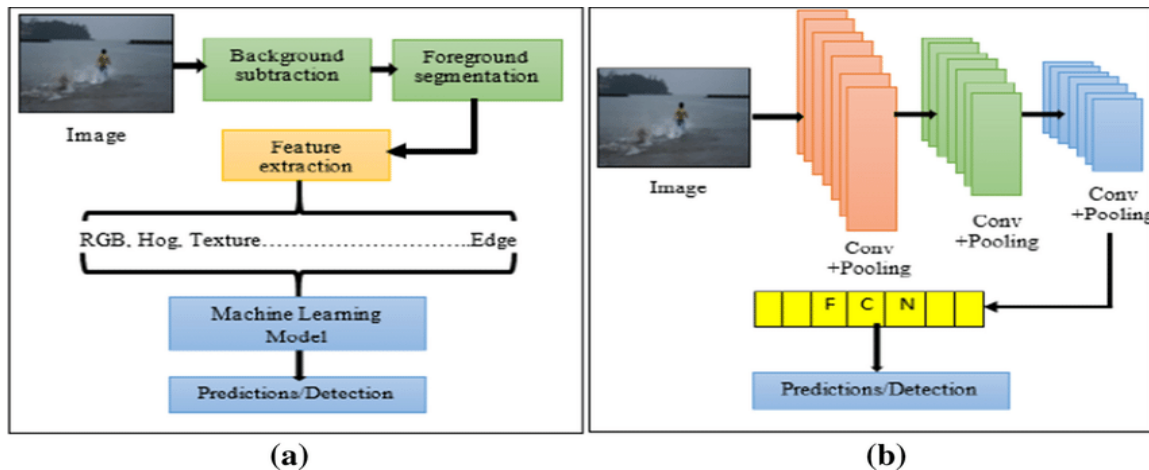 Image
Background
subtraction
Foreground
segmentation
Feature
extraction
RGB, Hog, Texture..............................................Edge
Machine Learning
Model
Predictions/Detection
(a)
Image
Conv
+Pooling
Conv
+Pooling
Conv
+Pooling
F C N
Predictions/Detection
(b)